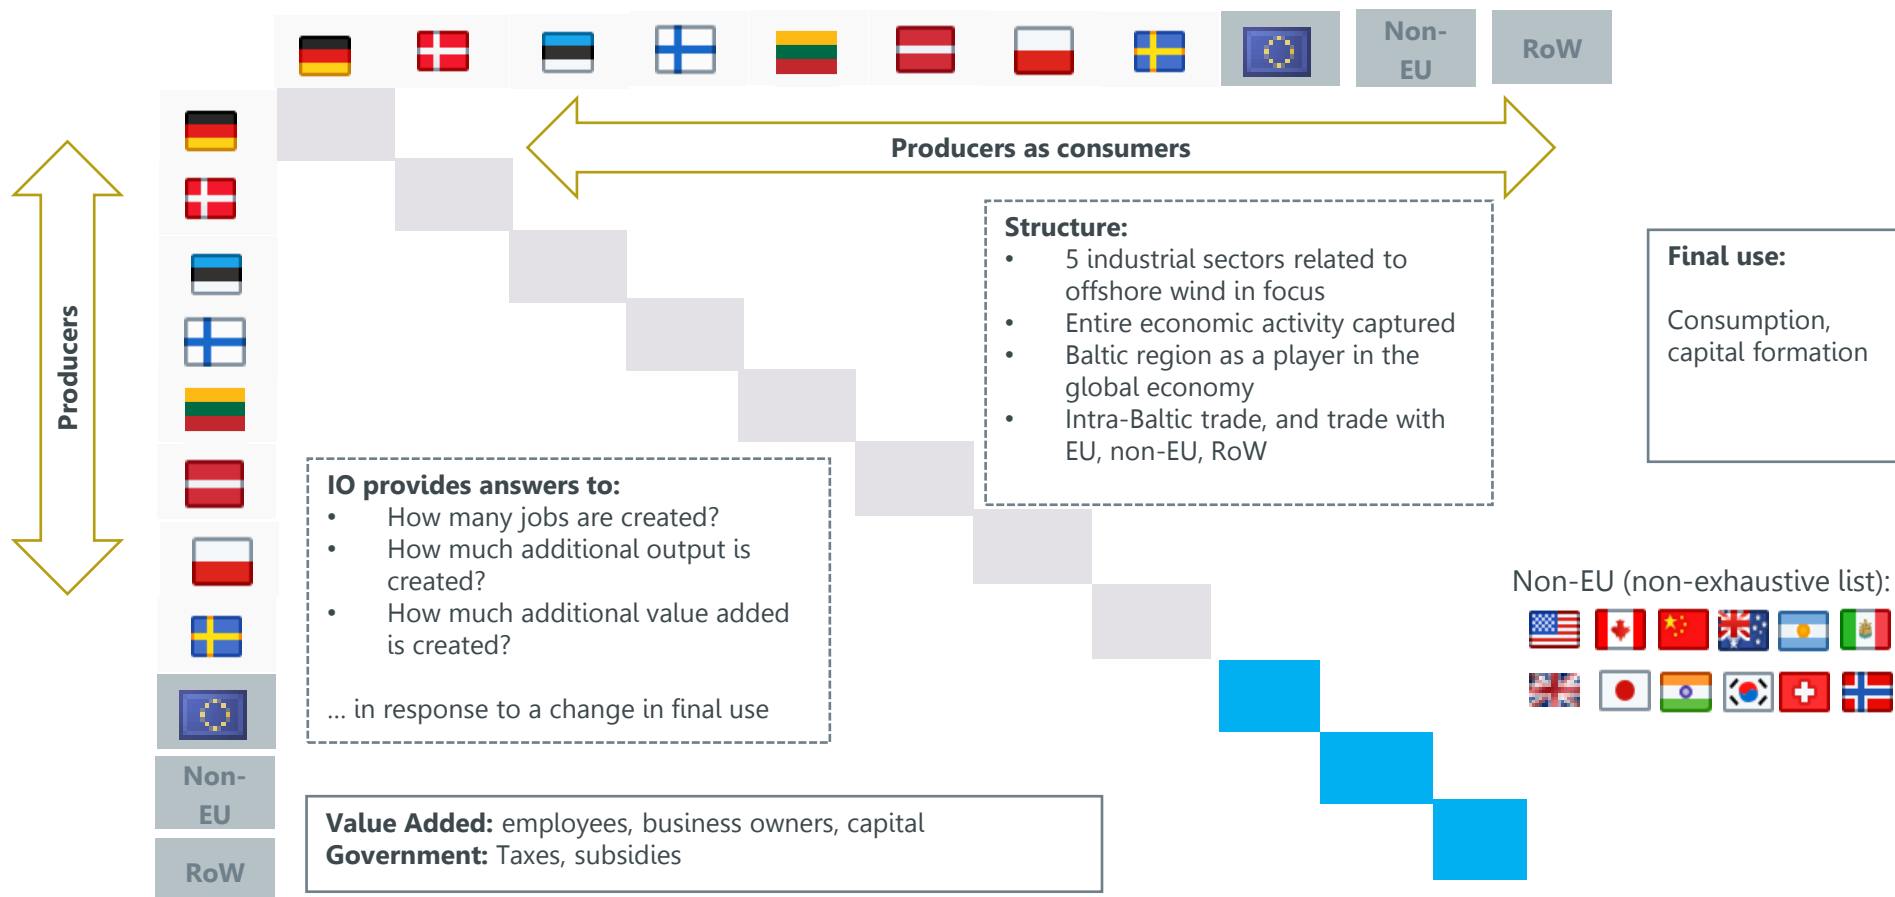 Non-
EU
RoW
Producers as consumers
Producers
Structure:
• 5 industrial sectors related to
offshore wind in focus
• Entire economic activity captured
• Baltic region as a player in the
global economy
• Intra-Baltic trade, and trade with
EU, non-EU, RoW
Final use:
Consumption,
capital formation
IO provides answers to:
• How many jobs are created?
• How much additional output is
created?
• How much additional value added
is created?
... in response to a change in final use
Non-EU (non-exhaustive list):
Non-
EU
RoW
Value Added: employees, business owners, capital
Government: Taxes, subsidies